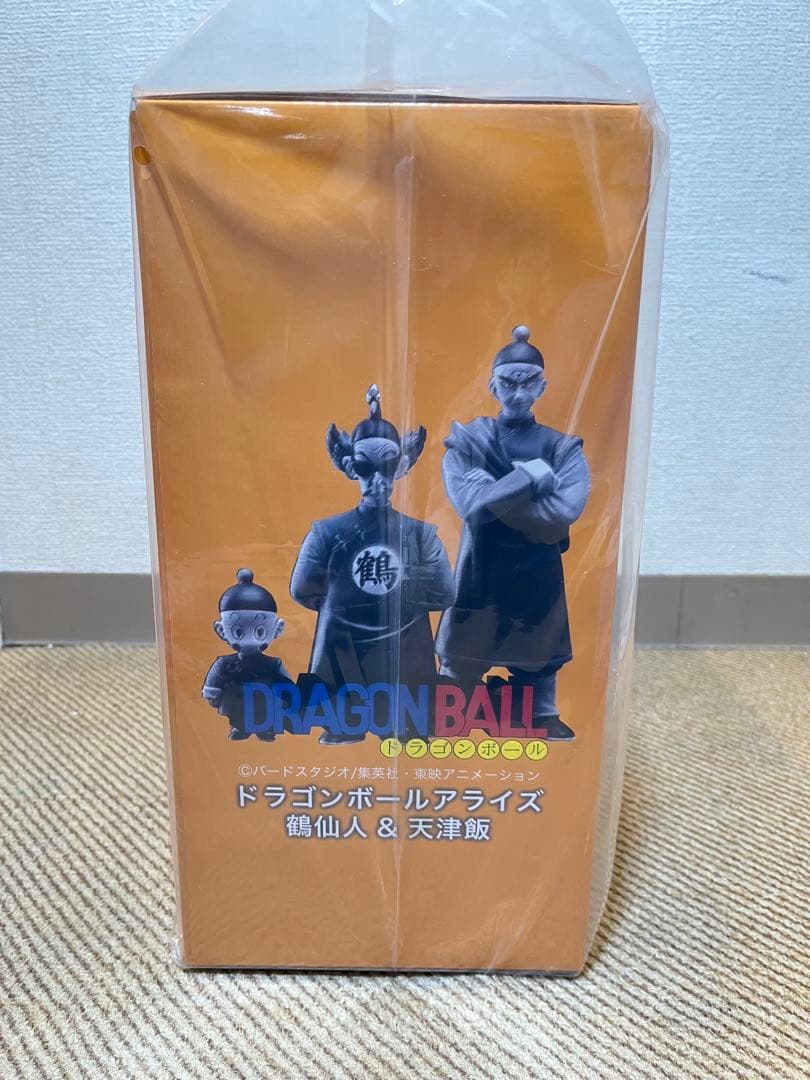 鶴
DRAGON BALL
ドラゴンボール
©バードスタジオ/集英社・東映アニメーション
ドラゴンボールアライズ
鶴仙人 & 天津飯